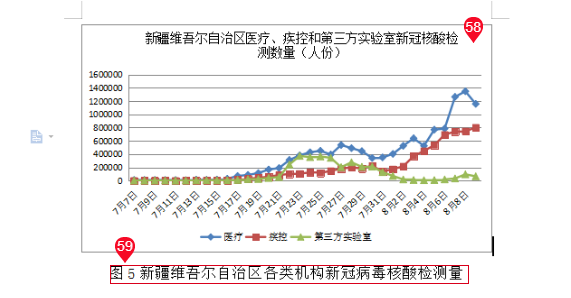 58
新疆维吾尔自治区医疗、疾控和第三方实验室新冠核酸检
测数量（人份）
1600000
1400000
1200000
1000000
800000
600000
400000
200000
0
7月7日
7月9日
7月11日
7月13日
7月15日
7月17日
7月19日
7月21日
7月23日
7月25日
7月27日
7月29日
7月31日
8月2日
8月4日
8月6日
8月8日
医疗 疾控 第三方实验室
59
图 5 新疆维吾尔自治区各类机构新冠病毒核酸检测量